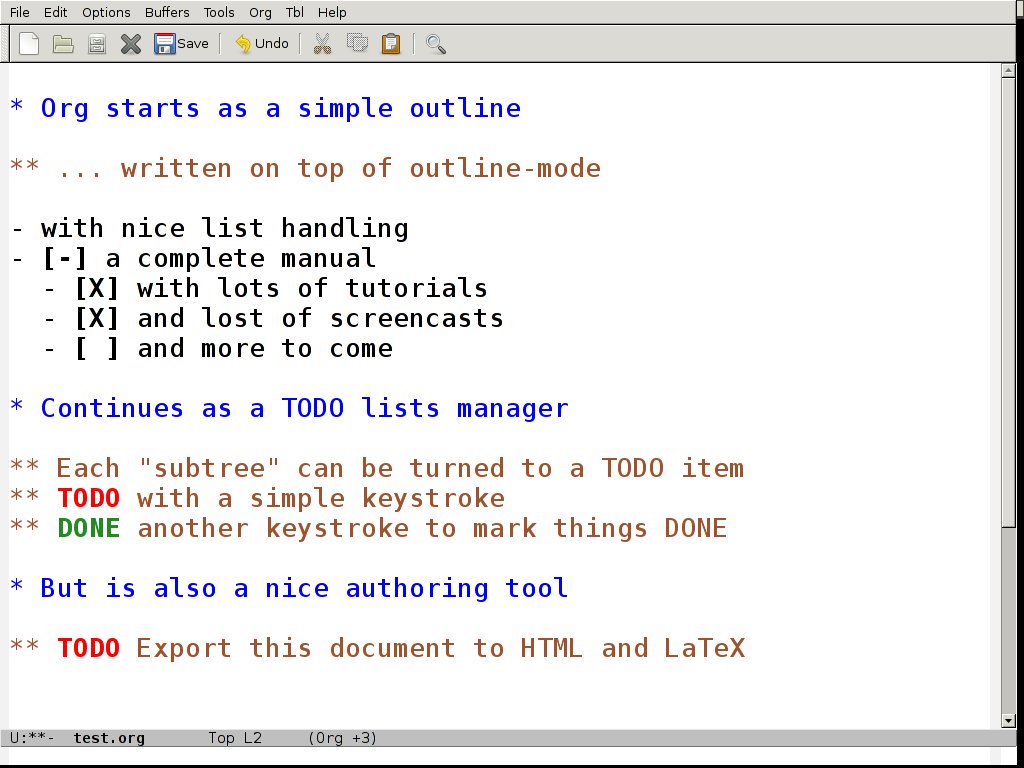 File Edit Options Buffers Tools Org Tbl Help
Save Undo
* Org starts as a simple outline
** ... written on top of outline-mode
- with nice list handling
- [-] a complete manual
  - [X] with lots of tutorials
  - [X] and lost of screencasts
  - [ ] and more to come
* Continues as a TODO lists manager
** Each "subtree" can be turned to a TODO item
** TODO with a simple keystroke
** DONE another keystroke to mark things DONE
* But is also a nice authoring tool
** TODO Export this document to HTML and LaTeX
U:**- test.org Top L2 (Org +3)